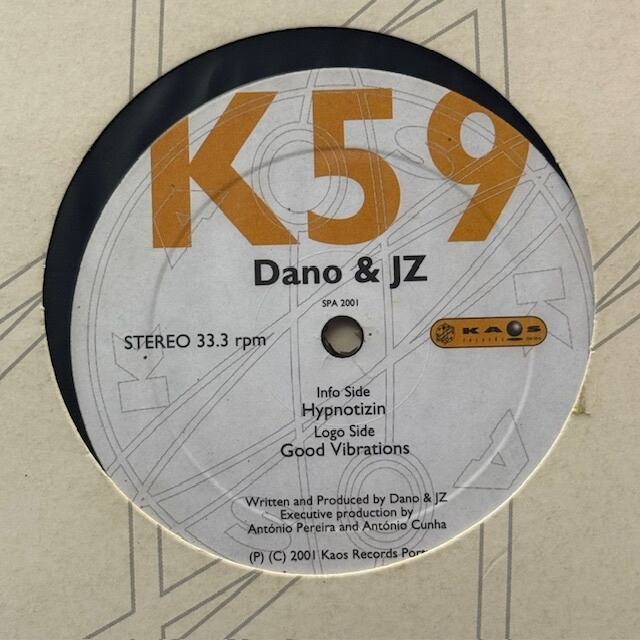 K59
Dano & JZ
SPA 2001
STEREO 33.3 rpm
KAOS
records
Info Side
Hypnotizin
Logo Side
Good Vibrations
Written and Produced by Dano & JZ
Executive production by
António Pereira and António Cunha
(P) (C) 2001 Kaos Records